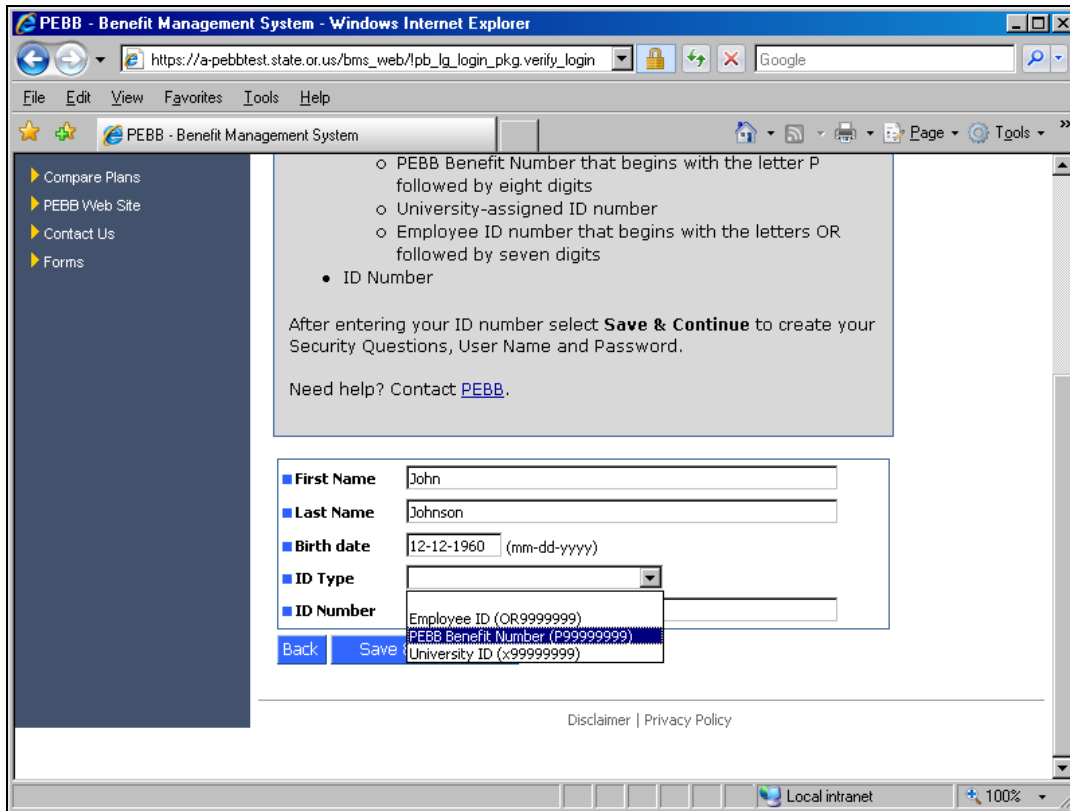 PEBB - Benefit Management System - Windows Internet Explorer
https://a-pebbtest.state.or.us/bms_web/!pb_lg_login_pkg.verify_login
Google
File Edit View Favorites Tools Help
PEBB - Benefit Management System
Page Tools »
Compare Plans
PEBB Web Site
Contact Us
Forms
PEBB Benefit Number that begins with the letter P
followed by eight digits
University-assigned ID number
Employee ID number that begins with the letters OR
followed by seven digits
ID Number
After entering your ID number select Save & Continue to create your
Security Questions, User Name and Password.
Need help? Contact PEBB.
First Name John
Last Name Johnson
Birth date 12-12-1960 (mm-dd-yyyy)
ID Type
ID Number
Employee ID (OR9999999)
PEBB Benefit Number (P99999999)
University ID (x99999999)
Back Save
Disclaimer | Privacy Policy
Local intranet 100%